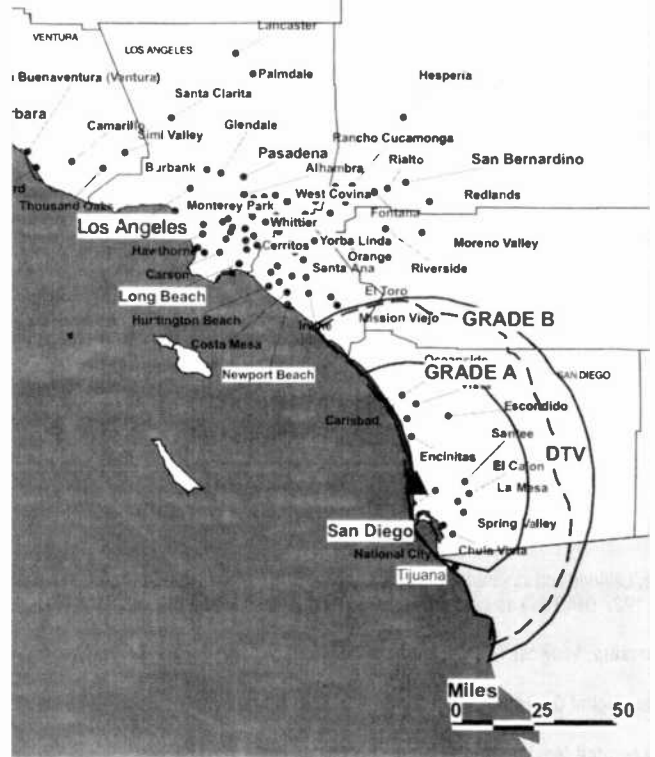 Lancaster
VENTURA
LOS ANGELES
Palmdale
Hesperia
Buenaventura (Ventura)
Santa Clarita
Camarillo
Simi Valley
Glendale
Rancho Cucamonga
Burbank
Pasadena
Alhambra
Rialto
San Bernardino
Thousand Oaks
Monterey Park
West Covina
Redlands
Fontana
Los Angeles
Whittier
Hawthorne
Cerritos
Yorba Linda
Orange
Moreno Valley
Carson
Santa Ana
Riverside
Long Beach
El Toro
Huntington Beach
Mission Viejo
GRADE B
Costa Mesa
Newport Beach
GRADE A
SAN DIEGO
Escondido
Carlsbad
Santee
Encinitas
El Cajon
DTV
La Mesa
San Diego
Spring Valley
National City
Chula Vista
Tijuana
Miles
0 25 50